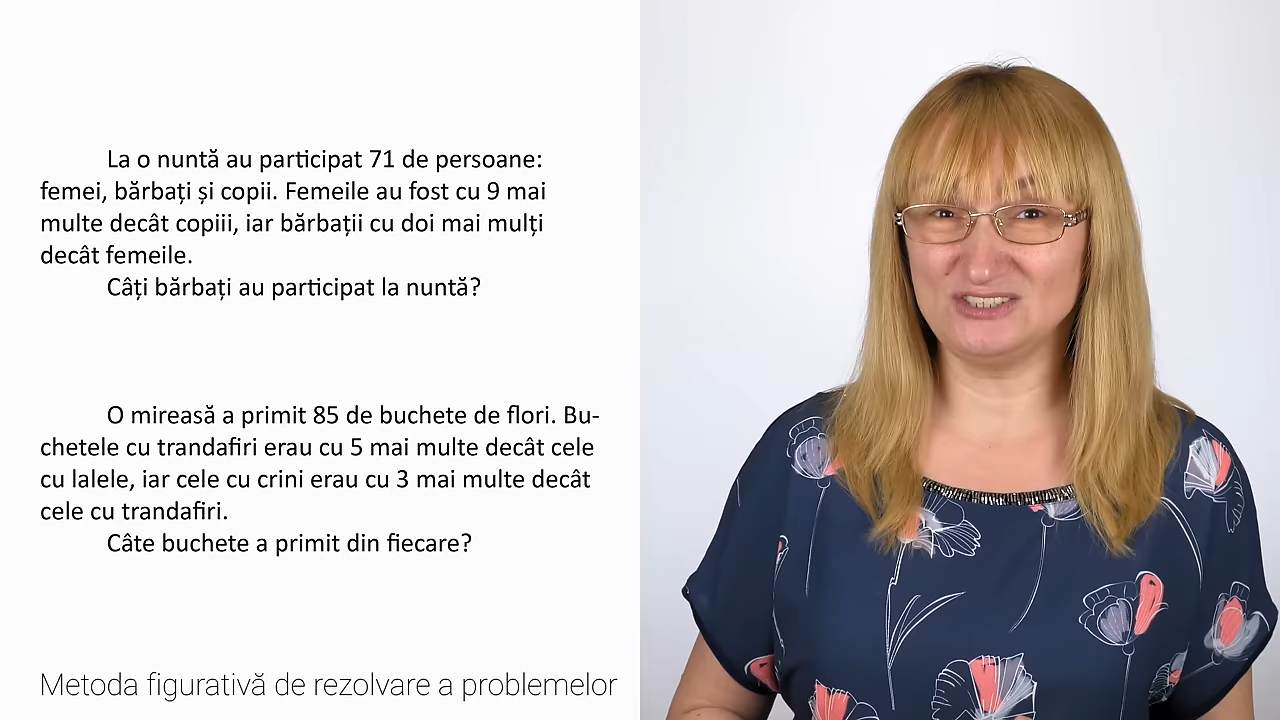 La o nuntă au participat 71 de persoane:
femei, bărbați și copii. Femeile au fost cu 9 mai
multe decât copiii, iar bărbații cu doi mai mulți
decât femeile.
Câți bărbați au participat la nuntă?
O mireasă a primit 85 de buchete de flori. Bu-
chetele cu trandafiri erau cu 5 mai multe decât cele
cu lalele, iar cele cu crini erau cu 3 mai multe decât
cele cu trandafiri.
Câte buchete a primit din fiecare?
Metoda figurativă de rezolvare a problemelor